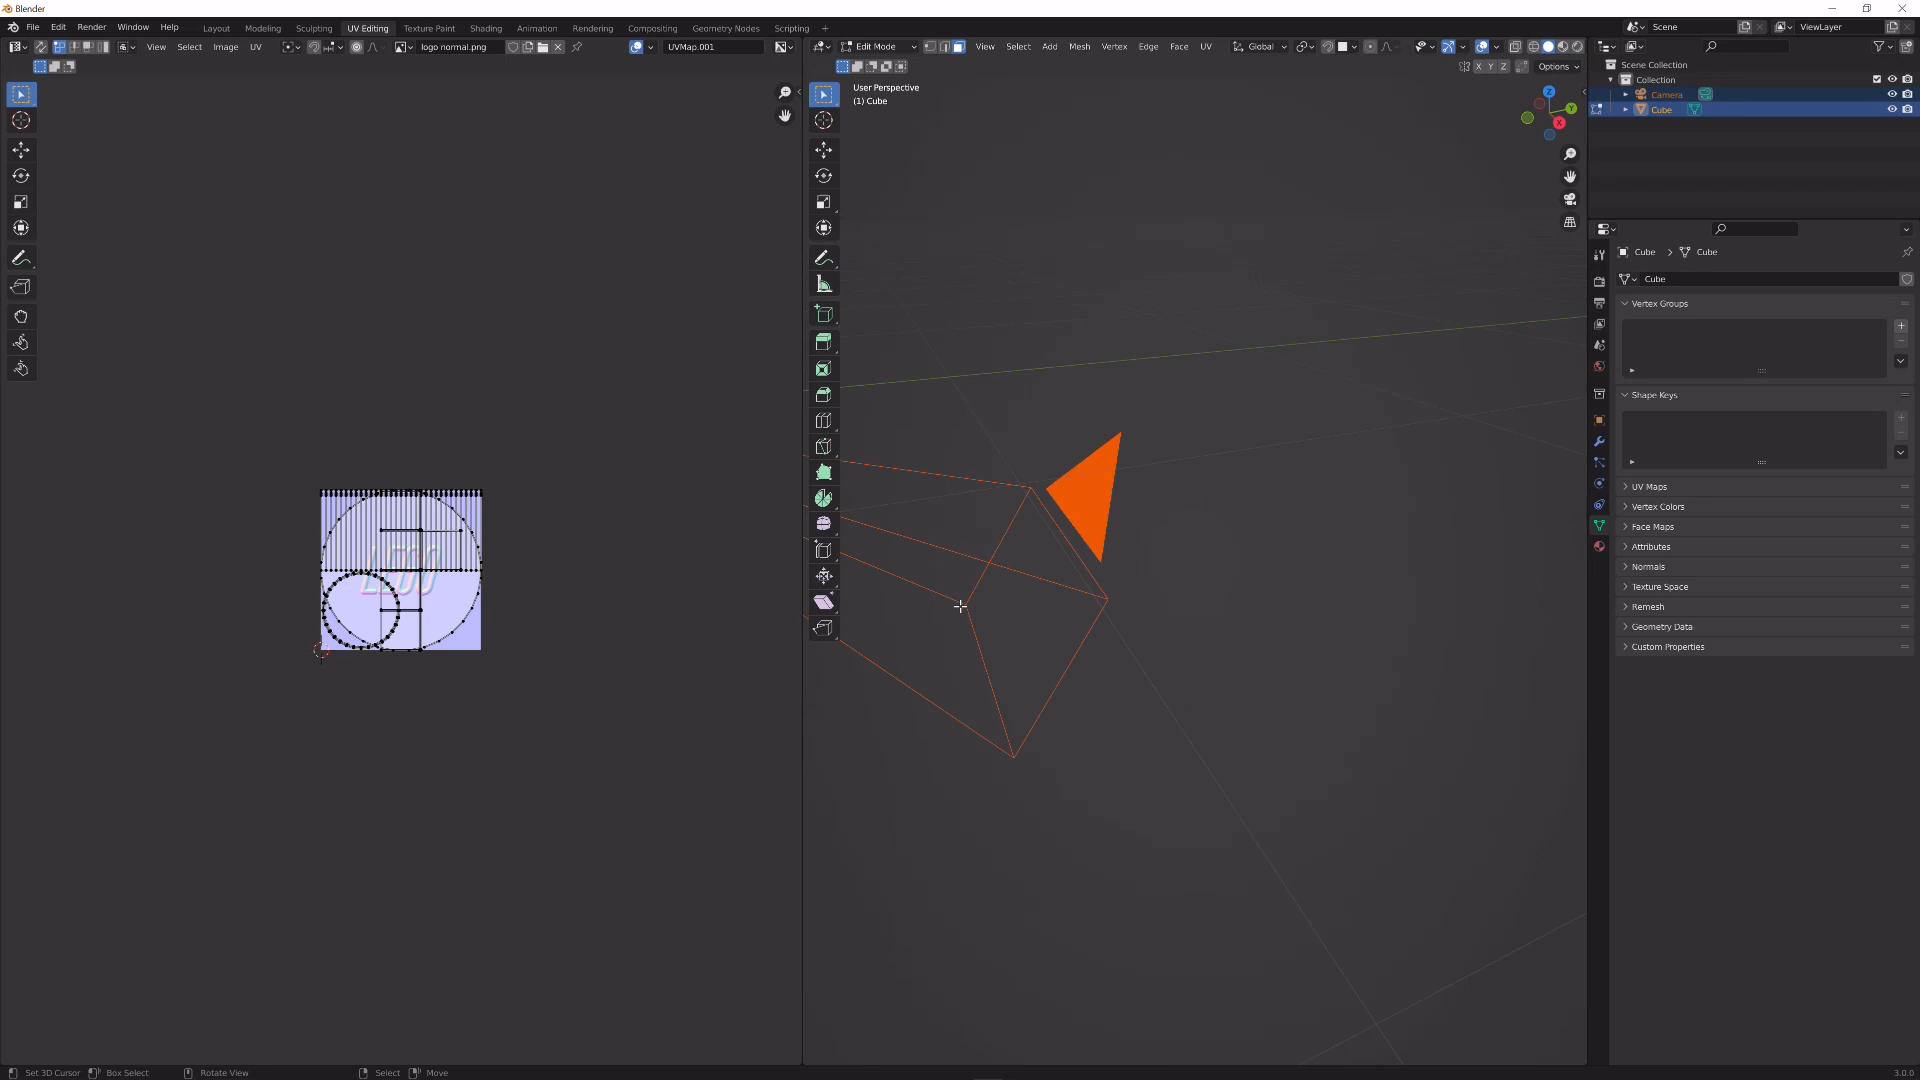 Blender
File Edit Render Window Help Layout Modeling Sculpting UV Editing Texture Paint Shading Animation Rendering Compositing Geometry Nodes Scripting + Scene ViewLayer
View Select Image UV logo normal.png UVMap.001
Edit Mode View Select Add Mesh Vertex Edge Face UV Global
X Y Z Options
User Perspective
(1) Cube
Z
Y
X
LEGO
Scene Collection
Collection
Camera
Cube
Cube > Cube
Cube
Vertex Groups
Shape Keys
UV Maps
Vertex Colors
Face Maps
Attributes
Normals
Texture Space
Remesh
Geometry Data
Custom Properties
Set 3D Cursor Box Select Rotate View Select Move 3.0.0